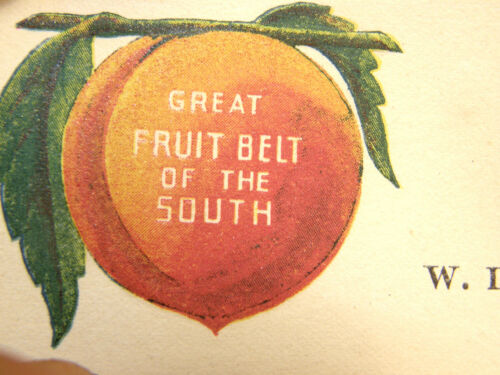 GREAT
FRUIT BELT
OF THE
SOUTH
W.